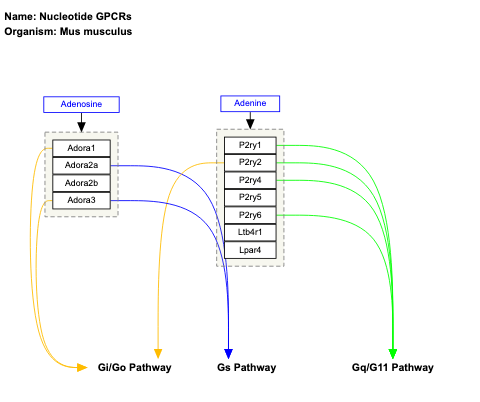 Name: Nucleotide GPCRs
Organism: Mus musculus
Adenosine
Adenine
Adora1
Adora2a
Adora2b
Adora3
P2ry1
P2ry2
P2ry4
P2ry5
P2ry6
Ltb4r1
Lpar4
Gi/Go Pathway
Gs Pathway
Gq/G11 Pathway